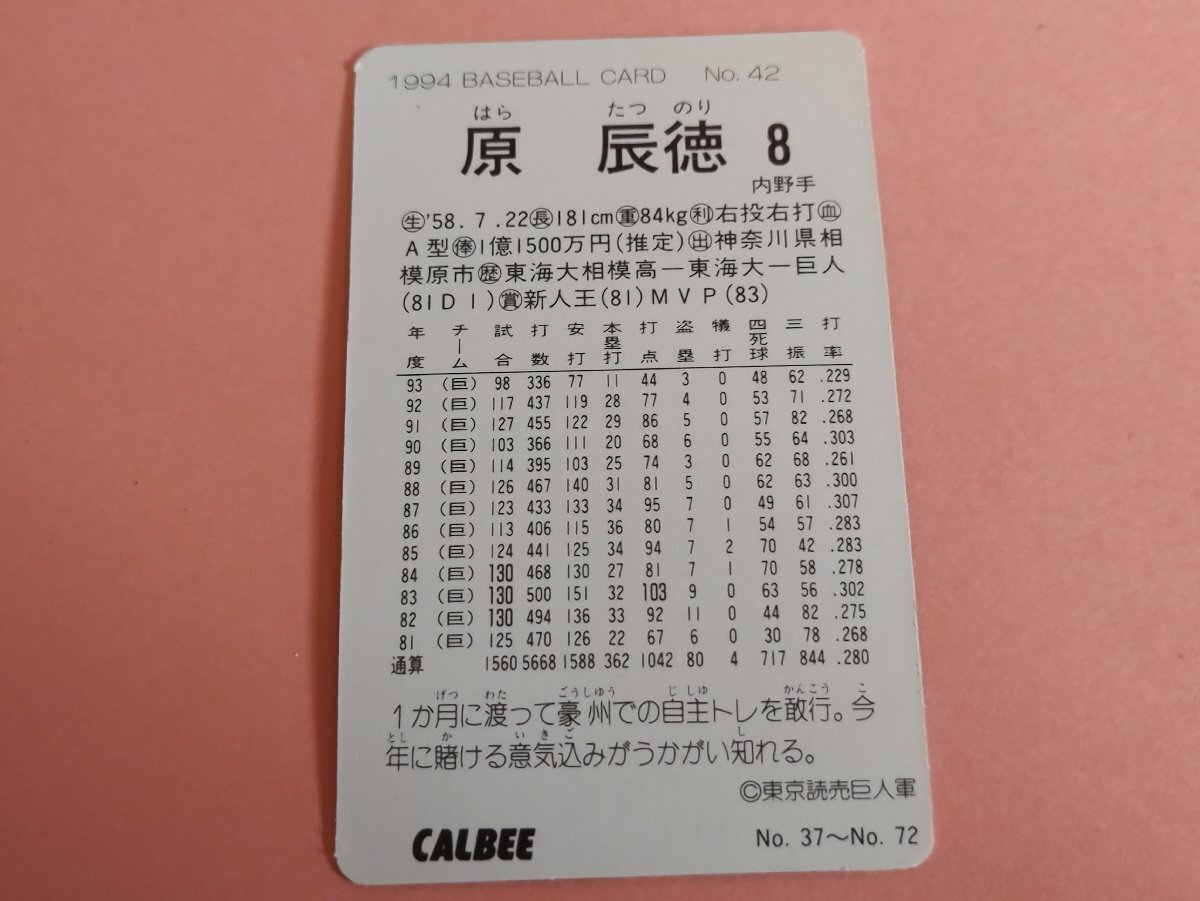 1994 BASEBALL CARD No. 42
はら たつ のり
原 辰徳 8
内野手
㊤'58. 7 .22㊥181cm㊥84kg㊥右投右打㊥
A型㊥1億1500万円(推定)㊥神奈川県相
模原市㊥東海大相模高ー東海大ー巨人
(81D1)㊥新人王(81)MVP(83)
年度 チーム 試合 打数 安打 本塁打 打点 盗塁 犠打 四死球 三振 打率
93 (巨) 98 336 77 11 44 3 0 48 62 .229
92 (巨) 117 437 119 28 77 4 0 53 71 .272
91 (巨) 127 455 122 29 86 5 0 57 82 .268
90 (巨) 103 366 111 20 68 6 0 55 64 .303
89 (巨) 114 395 103 25 74 3 0 62 68 .261
88 (巨) 126 467 140 31 81 5 0 62 63 .300
87 (巨) 123 433 133 34 95 7 0 49 61 .307
86 (巨) 113 406 115 36 80 7 1 54 57 .283
85 (巨) 124 441 125 34 94 7 2 70 42 .283
84 (巨) 130 468 130 27 81 7 1 70 58 .278
83 (巨) 130 500 151 32 103 9 0 63 56 .302
82 (巨) 130 494 136 33 92 11 0 44 82 .275
81 (巨) 125 470 126 22 67 6 0 30 78 .268
通算 1560 5668 1588 362 1042 80 4 717 844 .280
げつ わた ごうしゆう じしゆ かんこう こ
1か月に渡って豪州での自主トレを敢行。今
とし か いきご し
年に賭ける意気込みがうかがい知れる。
©東京読売巨人軍
CALBEE No. 37〜No. 72